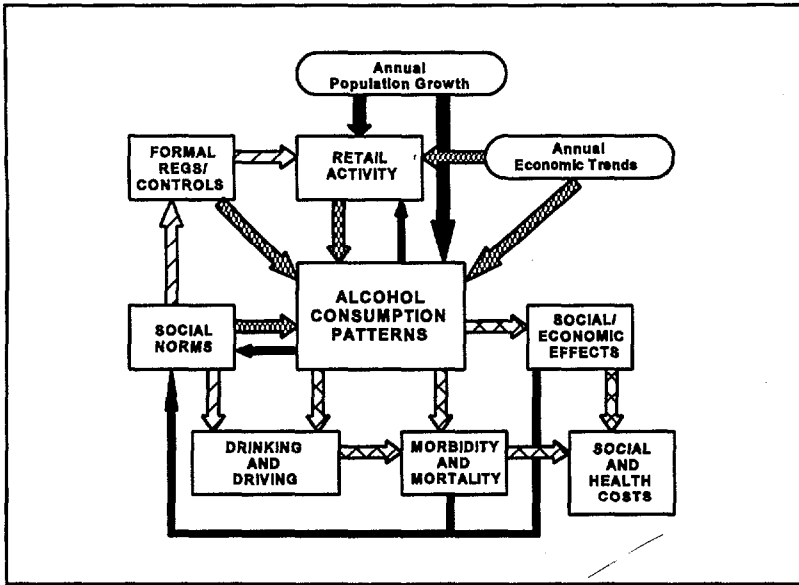 Annual
Population Growth
FORMAL
REGS/
CONTROLS
RETAIL
ACTIVITY
Annual
Economic Trends
ALCOHOL
CONSUMPTION
PATTERNS
SOCIAL
NORMS
SOCIAL/
ECONOMIC
EFFECTS
DRINKING
AND
DRIVING
MORBIDITY
AND
MORTALITY
SOCIAL
AND
HEALTH
COSTS